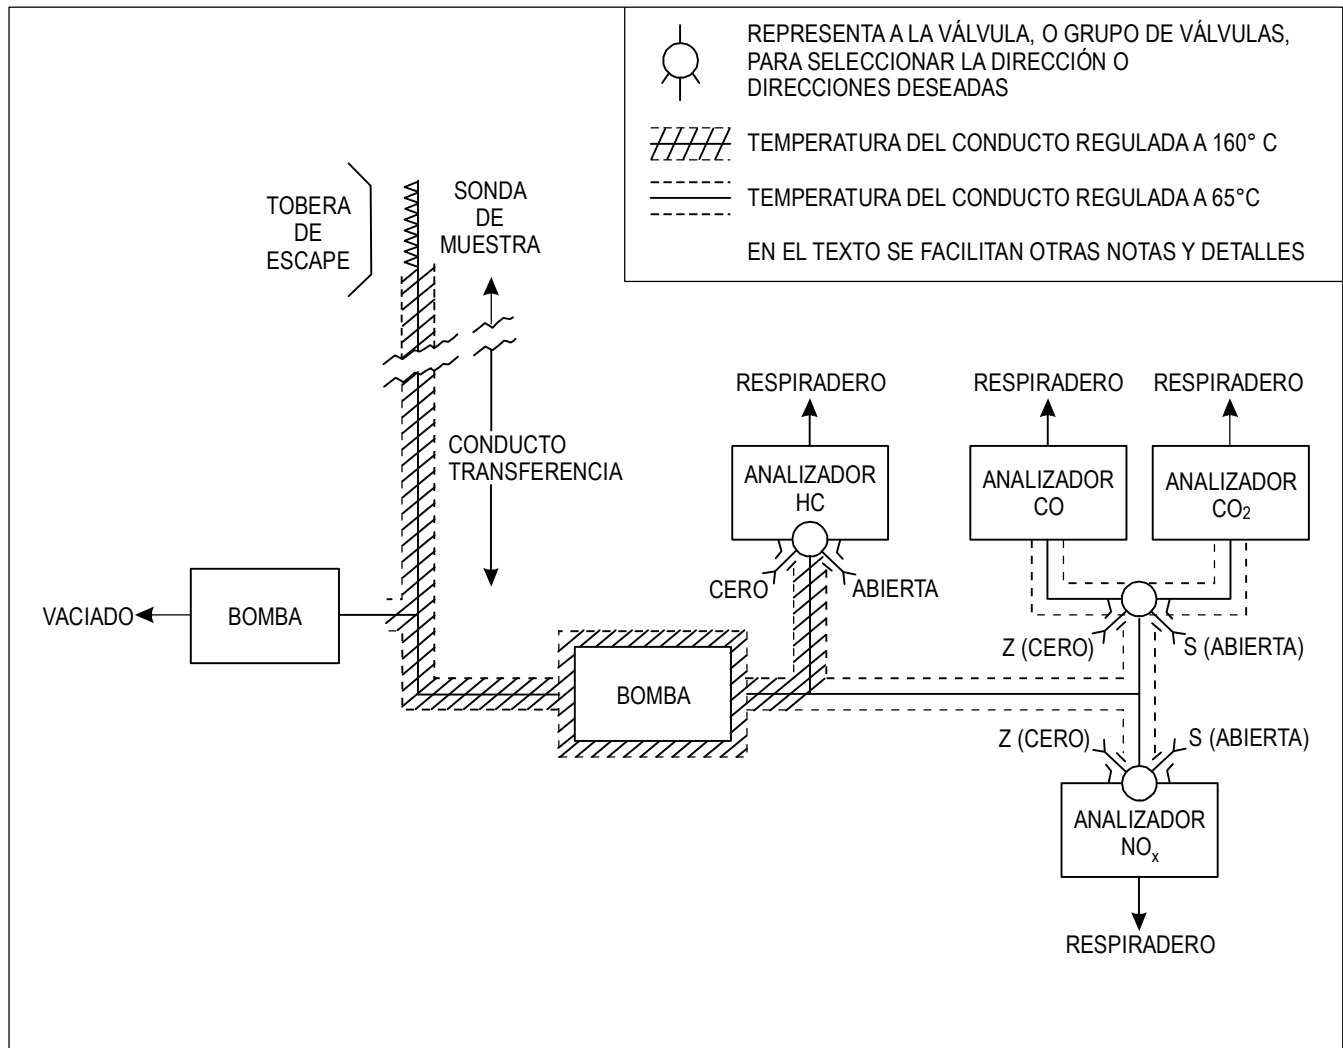 REPRESENTA A LA VÁLVULA, O GRUPO DE VÁLVULAS,
PARA SELECCIONAR LA DIRECCIÓN O
DIRECCIONES DESEADAS
TEMPERATURA DEL CONDUCTO REGULADA A 160° C
TEMPERATURA DEL CONDUCTO REGULADA A 65°C
EN EL TEXTO SE FACILITAN OTRAS NOTAS Y DETALLES
TOBERA
DE
ESCAPE
SONDA
DE
MUESTRA
CONDUCTO
TRANSFERENCIA
RESPIRADERO
RESPIRADERO
RESPIRADERO
ANALIZADOR
HC
ANALIZADOR
CO
ANALIZADOR
CO₂
CERO
ABIERTA
VACIADO
BOMBA
BOMBA
Z (CERO)
S (ABIERTA)
Z (CERO)
S (ABIERTA)
ANALIZADOR
NOₓ
RESPIRADERO